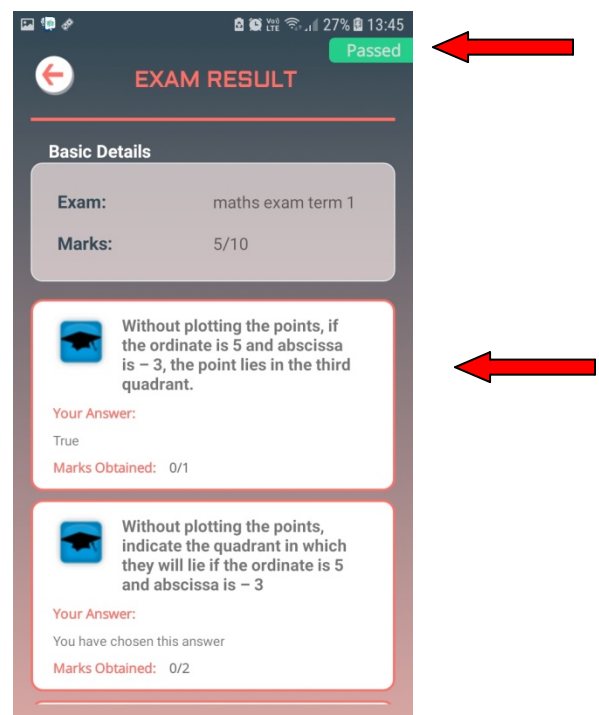 Vo))
LTE 27% 13:45
Passed
EXAM RESULT
Basic Details
Exam: maths exam term 1
Marks: 5/10
Without plotting the points, if
the ordinate is 5 and abscissa
is – 3, the point lies in the third
quadrant.
Your Answer:
True
Marks Obtained: 0/1
Without plotting the points,
indicate the quadrant in which
they will lie if the ordinate is 5
and abscissa is – 3
Your Answer:
You have chosen this answer
Marks Obtained: 0/2